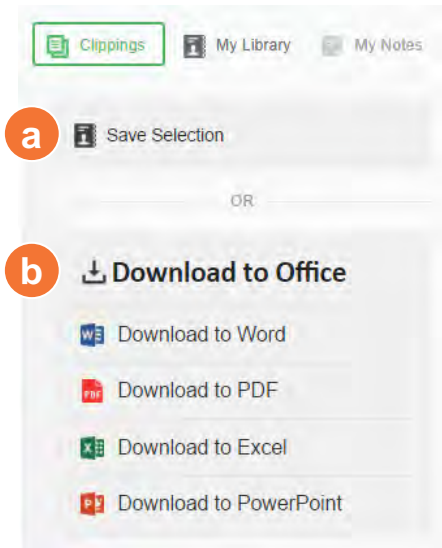 Clippings My Library My Notes
a Save Selection
OR
b Download to Office
Download to Word
Download to PDF
Download to Excel
Download to PowerPoint